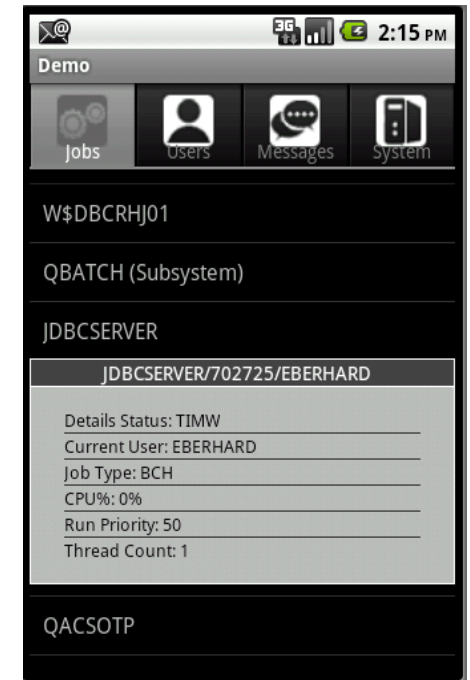 3G 2:15 PM
Demo
Jobs Users Messages System
W$DBCRHJ01
QBATCH (Subsystem)
JDBCSERVER
JDBCSERVER/702725/EBERHARD
Details Status: TIMW
Current User: EBERHARD
Job Type: BCH
CPU%: 0%
Run Priority: 50
Thread Count: 1
QACSOTP